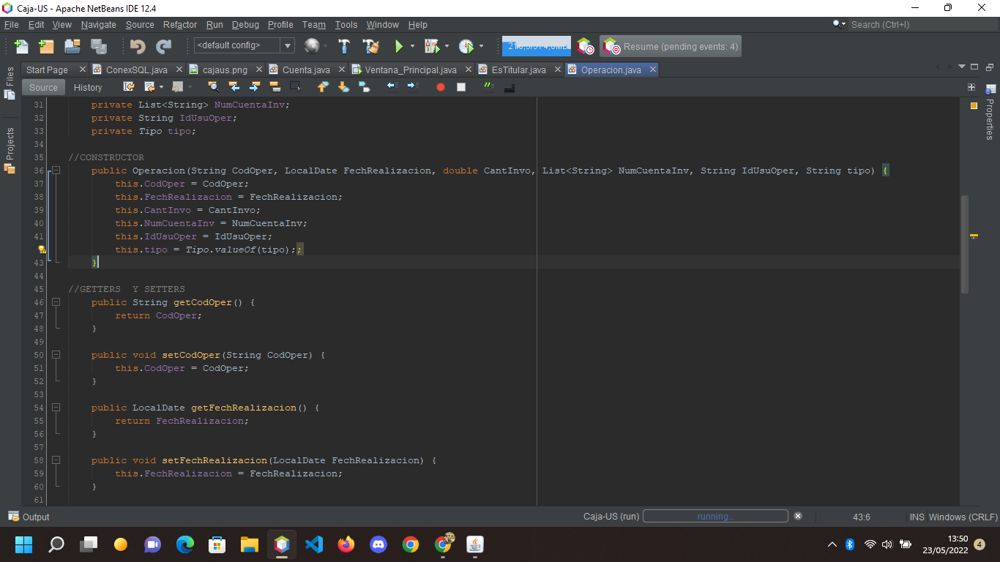 Caja-US - Apache NetBeans IDE 12.4
File Edit View Navigate Source Refactor Run Debug Profile Team Tools Window Help
Search (Ctrl+I)
<default config>
Resume (pending events: 4)
Files
Projects
Properties
Start Page ConexSQL.java cajaus.png Cuenta.java Ventana_Principal.java EsTitular.java Operacion.java
Source History
31 private List<String> NumCuentaInv;
32 private String IdUsuOper;
33 private Tipo tipo;
34
35 //CONSTRUCTOR
36 public Operacion(String CodOper, LocalDate FechRealizacion, double CantInvo, List<String> NumCuentaInv, String IdUsuOper, String tipo) {
37 this.CodOper = CodOper;
38 this.FechRealizacion = FechRealizacion;
39 this.CantInvo = CantInvo;
40 this.NumCuentaInv = NumCuentaInv;
41 this.IdUsuOper = IdUsuOper;
this.tipo = Tipo.valueOf(tipo);;
43 }
44
45 //GETTERS Y SETTERS
46 public String getCodOper() {
47 return CodOper;
48 }
49
50 public void setCodOper(String CodOper) {
51 this.CodOper = CodOper;
52 }
53
54 public LocalDate getFechRealizacion() {
55 return FechRealizacion;
56 }
57
58 public void setFechRealizacion(LocalDate FechRealizacion) {
59 this.FechRealizacion = FechRealizacion;
60 }
61
Output
Caja-US (run) running...
43:6
INS Windows (CRLF)
13:50
23/05/2022
4